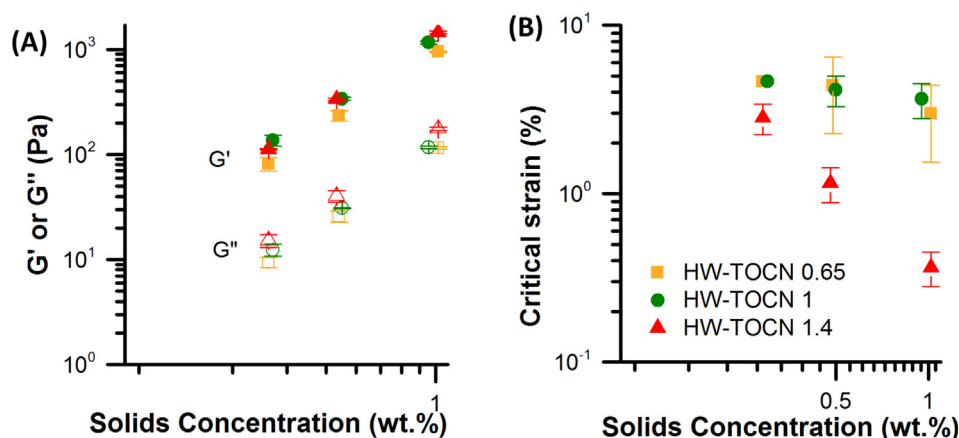 (A)
G' or G" (Pa)
10³
10²
10¹
10⁰
G'
G"
1
Solids Concentration (wt.%)
(B)
Critical strain (%)
10¹
10⁰
10⁻¹
HW-TOCN 0.65
HW-TOCN 1
HW-TOCN 1.4
0.5
1
Solids Concentration (wt.%)